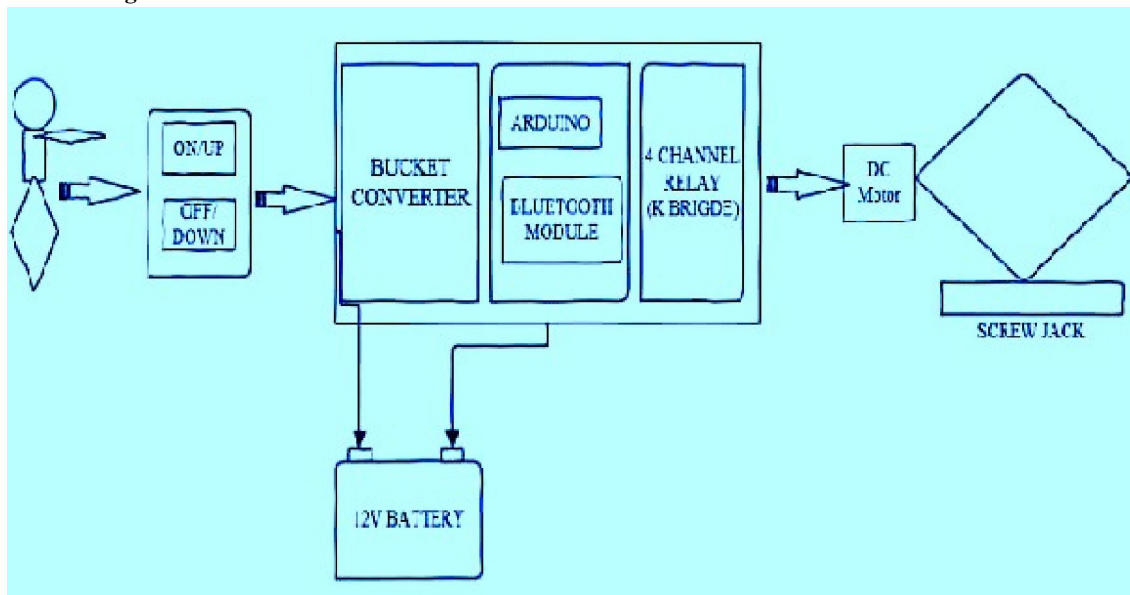 ON/UP
OFF/
DOWN
BUCKET
CONVERTER
ARDUINO
BLUETOOTH
MODULE
4 CHANNEL
RELAY
(K BRIGDE)
DC
Motor
SCREW JACK
12V BATTERY